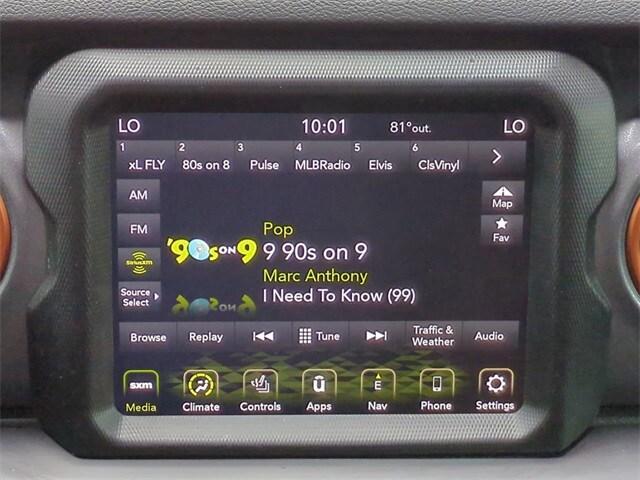 LO 10:01 81°out. LO
1 2 3 4 5 6
xL FLY 80s on 8 Pulse MLBRadio Elvis ClsVinyl
AM
Map
FM
Fav
Pop
'90s ON 9
9 90s on 9
SiriusXM
Marc Anthony
Source
Select
I Need To Know (99)
Browse Replay Tune Traffic &
Weather Audio
sxm
E
Media Climate Controls Apps Nav Phone Settings